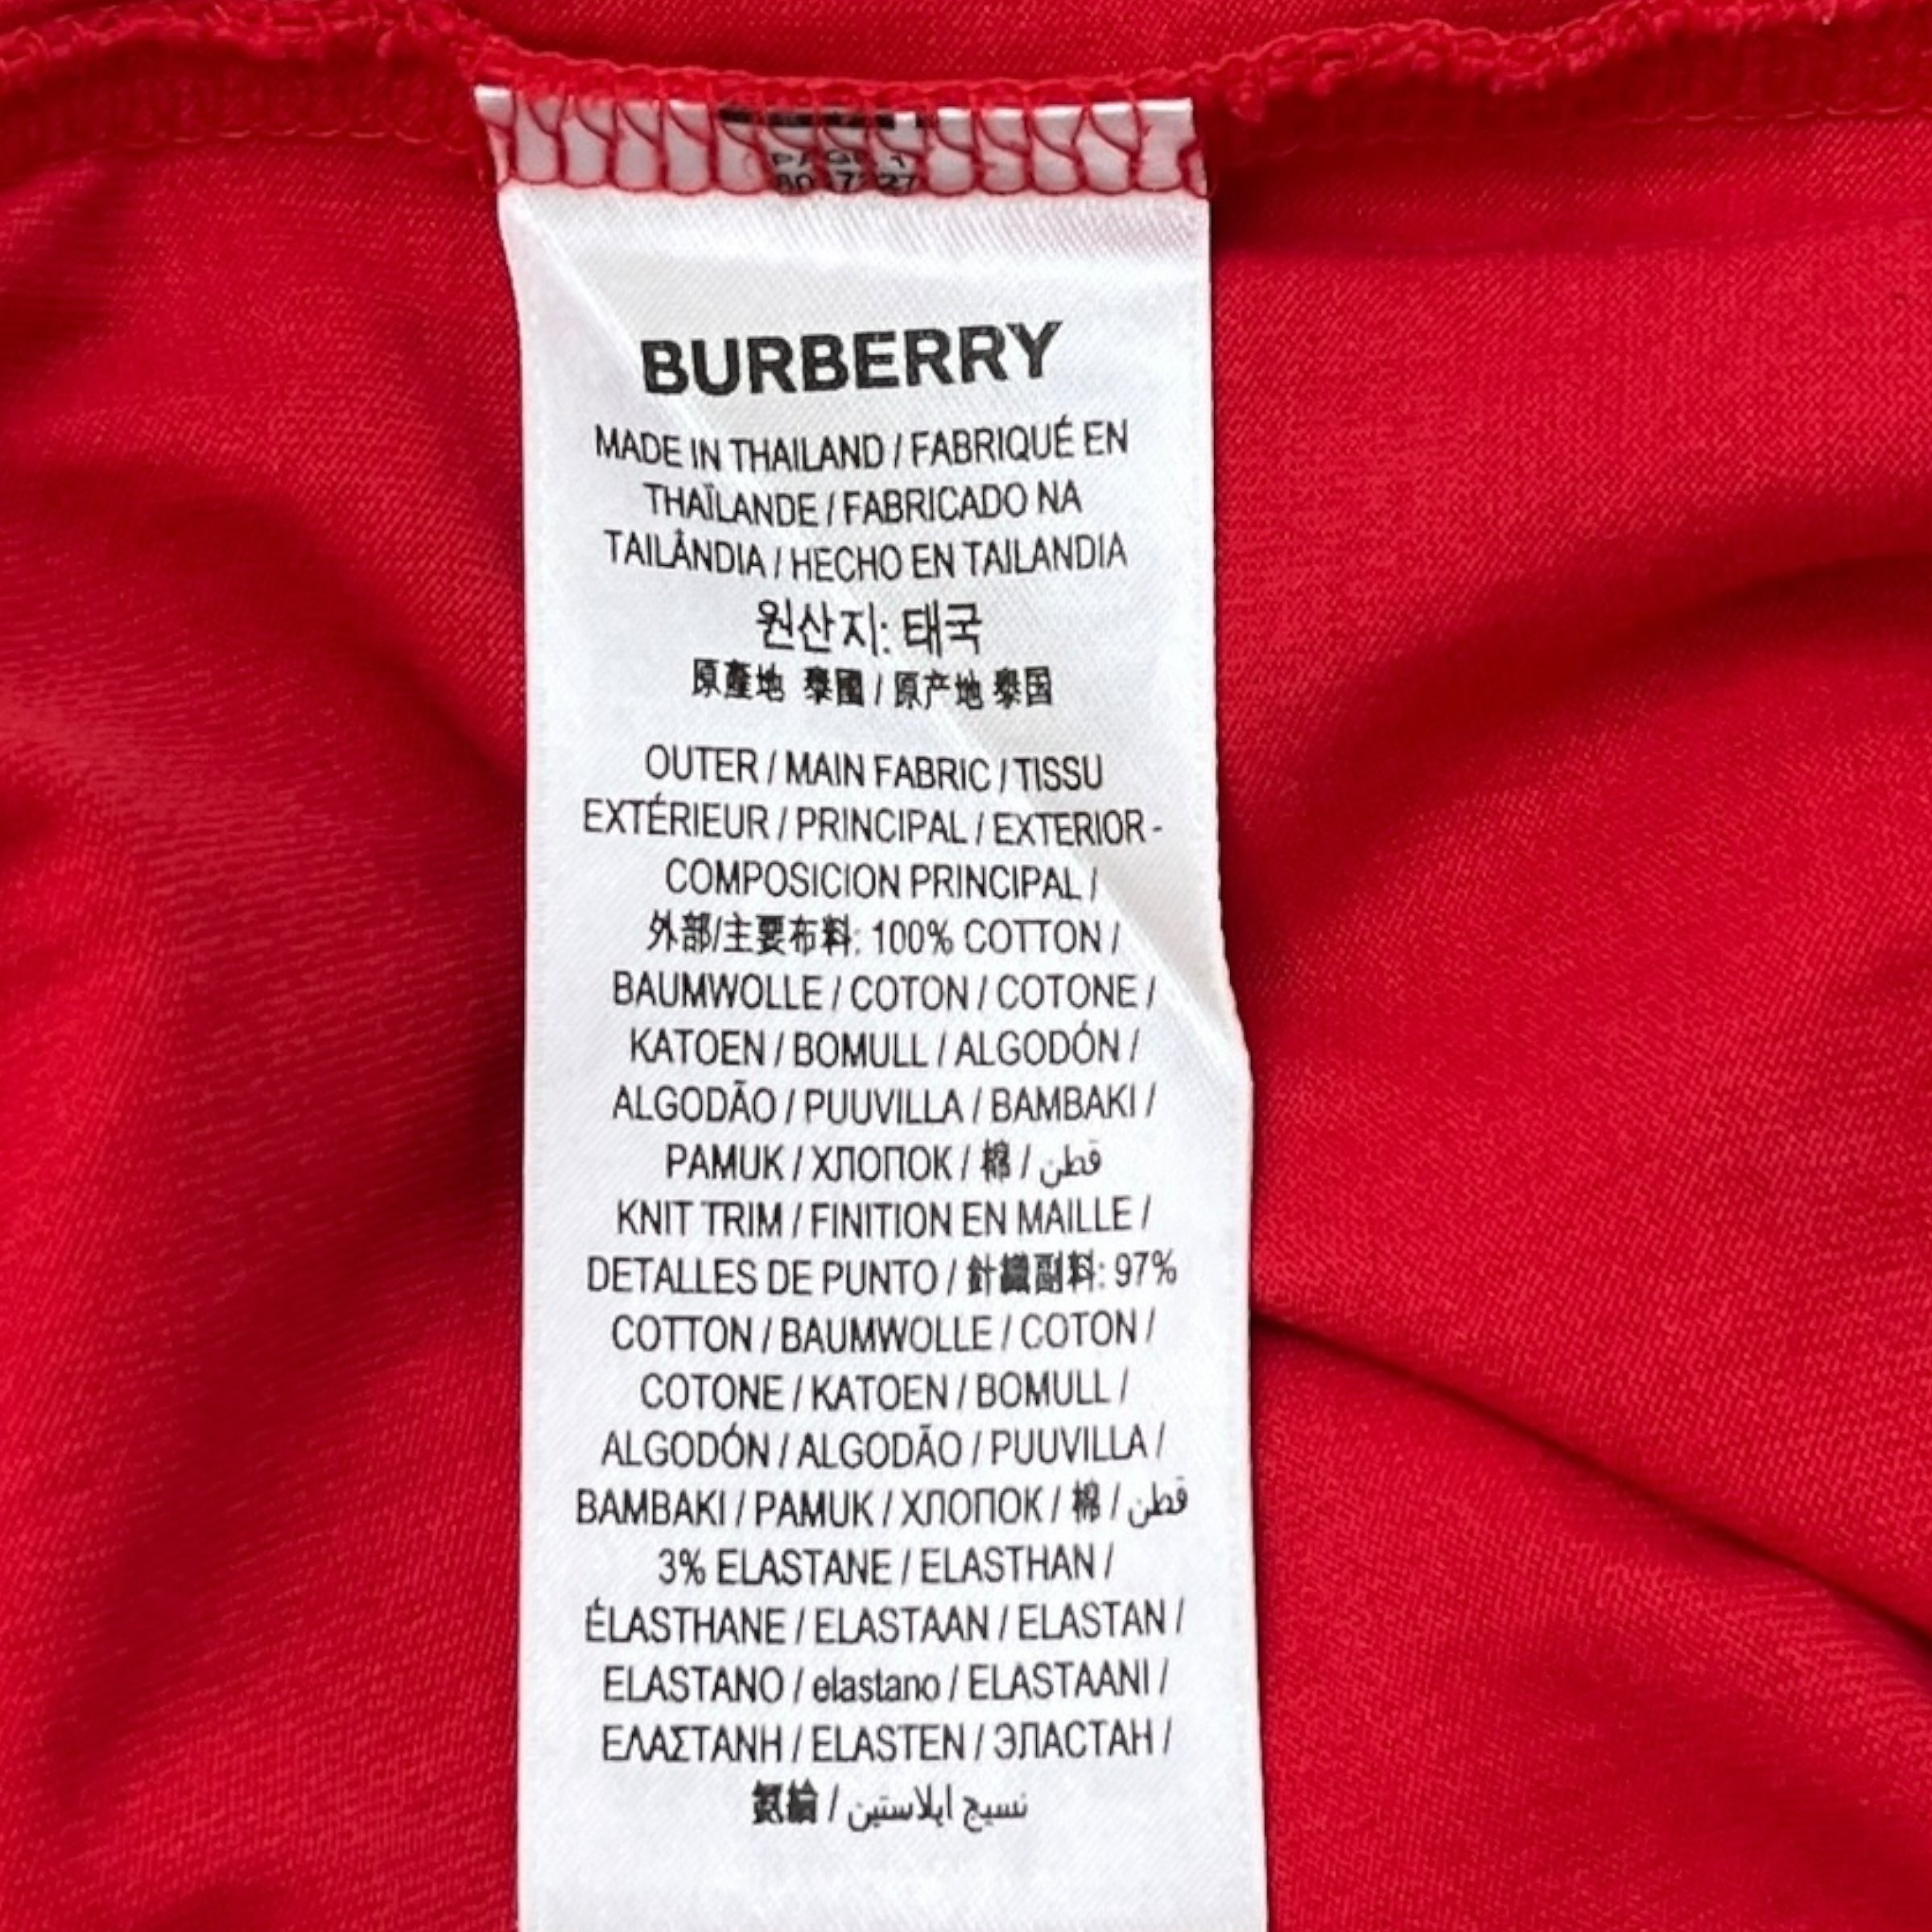 BURBERRY
MADE IN THAILAND / FABRIQUÉ EN
THAÏLANDE / FABRICADO NA
TAILÂNDIA / HECHO EN TAILANDIA
원산지: 태국
原產地 泰國 / 原产地 泰国
OUTER / MAIN FABRIC / TISSU
EXTÉRIEUR / PRINCIPAL / EXTERIOR -
COMPOSICION PRINCIPAL /
外部/主要布料: 100% COTTON /
BAUMWOLLE / COTON / COTONE /
KATOEN / BOMULL / ALGODÓN /
ALGODÃO / PUUVILLA / BAMBAKI /
PAMUK / ХЛОПОК / 棉 / قطن
KNIT TRIM / FINITION EN MAILLE /
DETALLES DE PUNTO / 針織副料: 97%
COTTON / BAUMWOLLE / COTON /
COTONE / KATOEN / BOMULL /
ALGODÓN / ALGODÃO / PUUVILLA /
BAMBAKI / PAMUK / ХЛОПОК / 棉 / قطن
3% ELASTANE / ELASTHAN /
ÉLASTHANE / ELASTAAN / ELASTAN /
ELASTANO / elastano / ELASTAANI /
ΕΛΑΣΤΑΝΗ / ELASTEN / ЭЛАСТАН /
氨綸 / نسيج ايلاستين